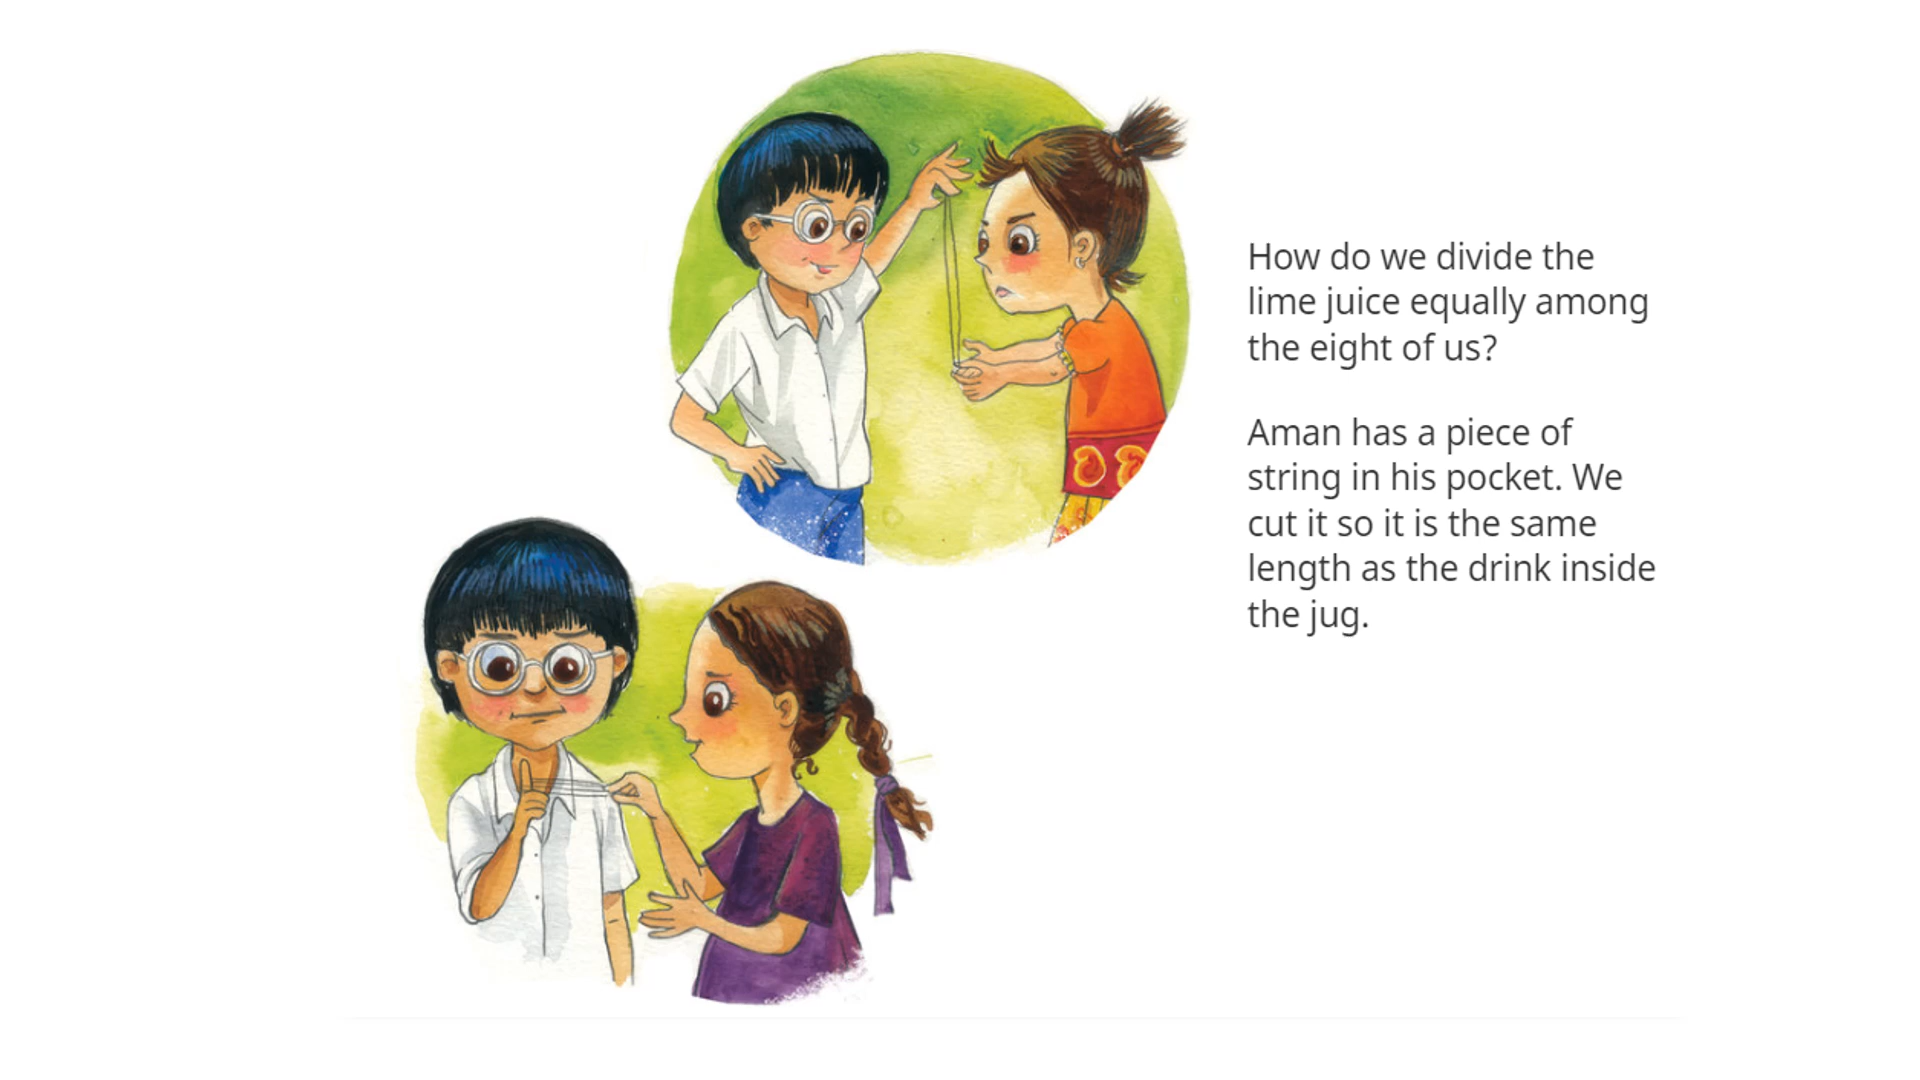 How do we divide the
lime juice equally among
the eight of us?
Aman has a piece of
string in his pocket. We
cut it so it is the same
length as the drink inside
the jug.